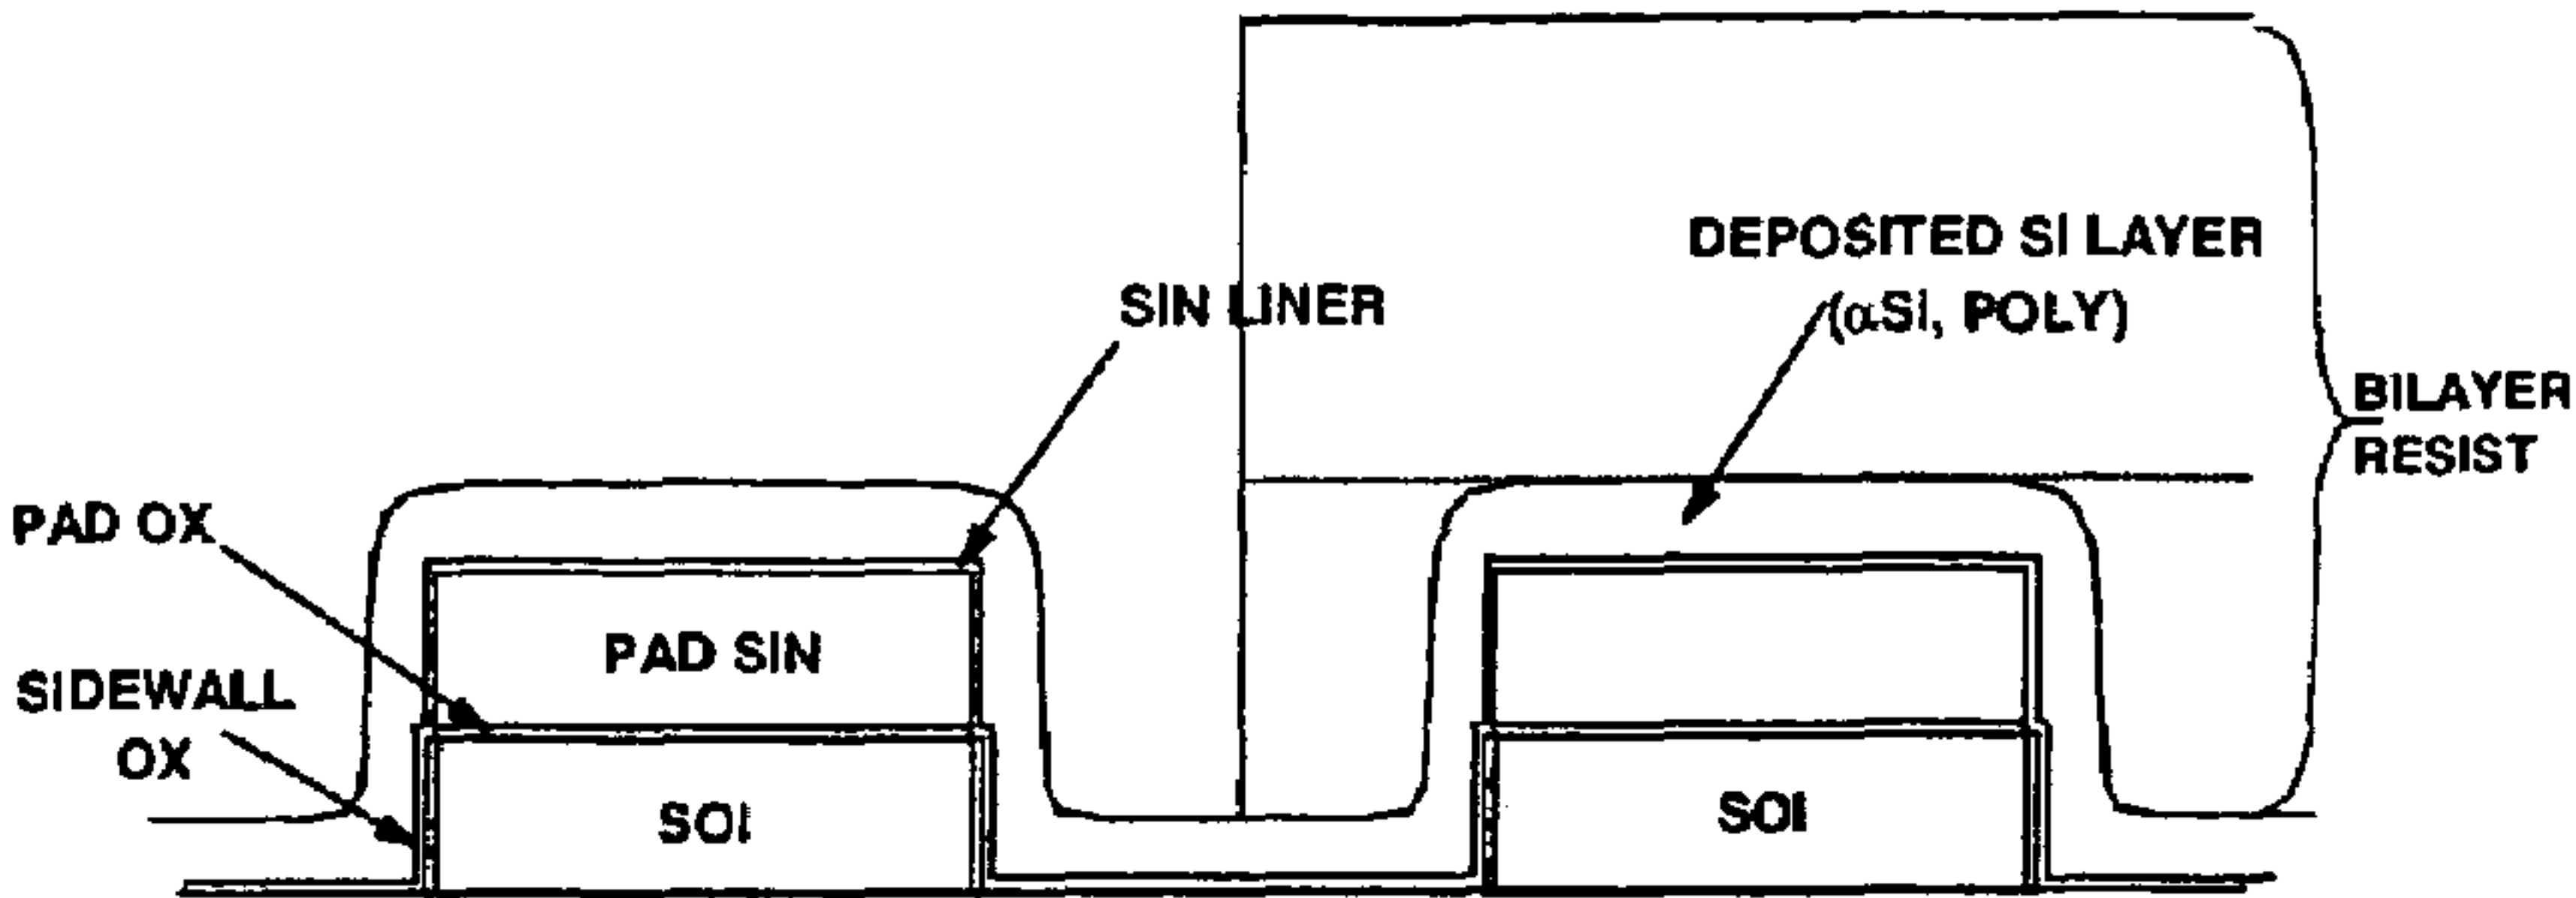 DEPOSITED SI LAYER
(αSI, POLY)
SIN LINER
BILAYER
RESIST
PAD OX
PAD SIN
SIDEWALL
OX
SOI
SOI